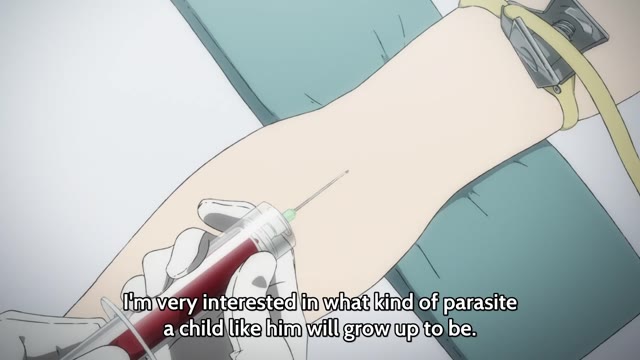 I'm very interested in what kind of parasite
a child like him will grow up to be.